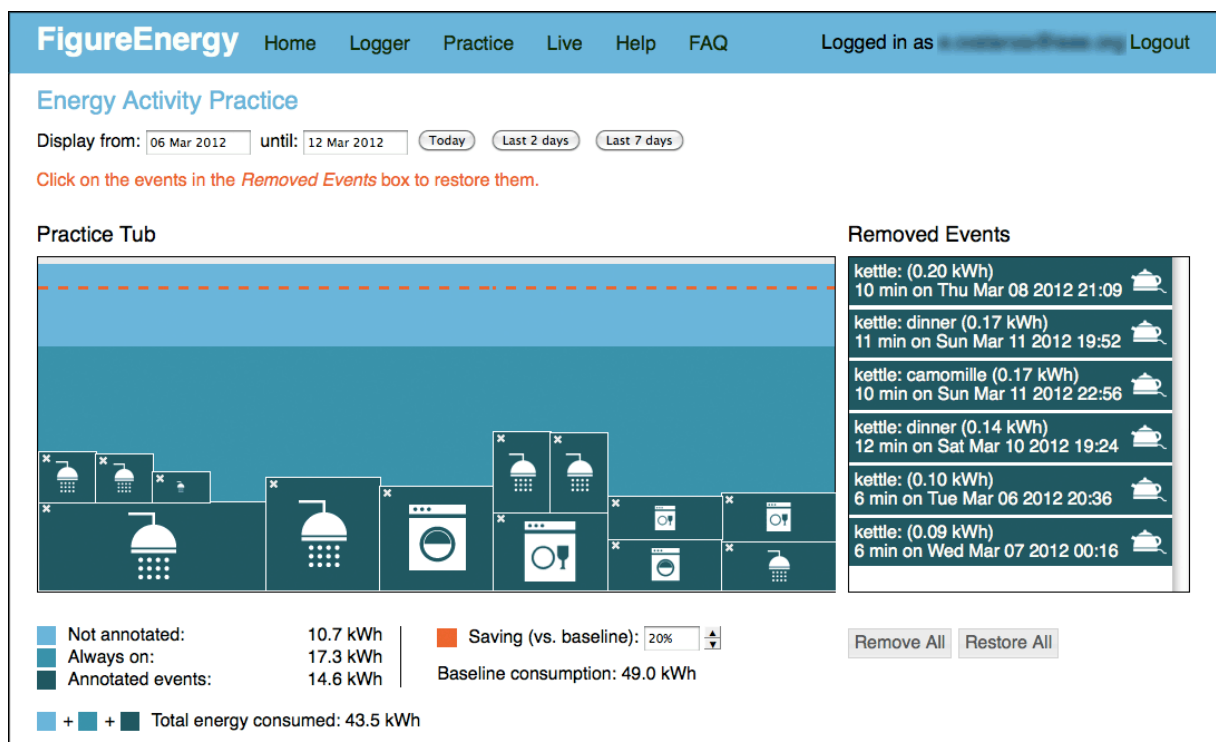 FigureEnergy Home Logger Practice Live Help FAQ Logged in as Logout
Energy Activity Practice
Display from: 06 Mar 2012 until: 12 Mar 2012 Today Last 2 days Last 7 days
Click on the events in the Removed Events box to restore them.
Practice Tub
Removed Events
kettle: (0.20 kWh)
10 min on Thu Mar 08 2012 21:09
kettle: dinner (0.17 kWh)
11 min on Sun Mar 11 2012 19:52
kettle: camomille (0.17 kWh)
10 min on Sun Mar 11 2012 22:56
kettle: dinner (0.14 kWh)
12 min on Sat Mar 10 2012 19:24
kettle: (0.10 kWh)
6 min on Tue Mar 06 2012 20:36
kettle: (0.09 kWh)
6 min on Wed Mar 07 2012 00:16
Not annotated: 10.7 kWh
Always on: 17.3 kWh
Annotated events: 14.6 kWh
Saving (vs. baseline): 20%
Baseline consumption: 49.0 kWh
Remove All Restore All
+ + Total energy consumed: 43.5 kWh